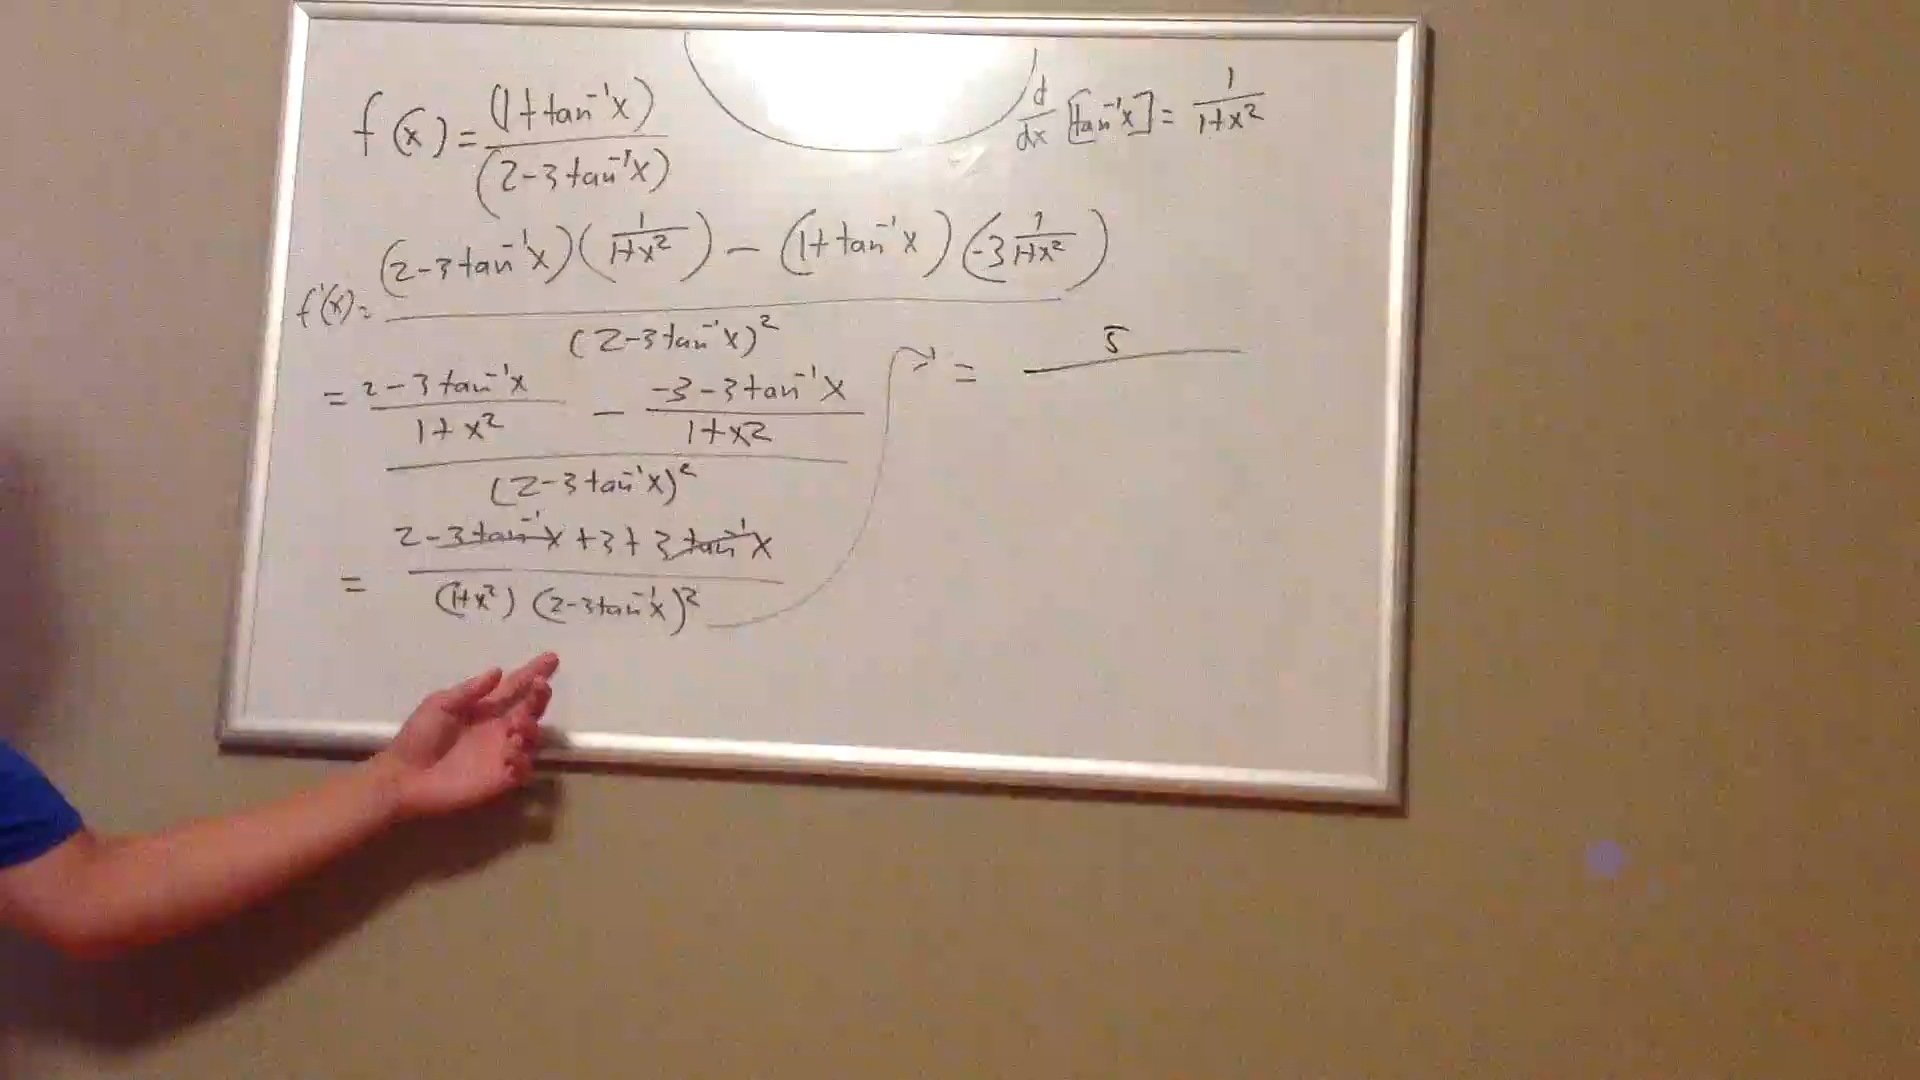 f(x) = (1+tan⁻¹x) / (2-3tan⁻¹x)
d/dx [tan⁻¹x] = 1/1+x²
f'(x) = (2-3tan⁻¹x)(1/1+x²) - (1+tan⁻¹x)(-3 1/1+x²) / (2-3tan⁻¹x)²
= 2-3tan⁻¹x / 1+x² - -3-3tan⁻¹x / 1+x2 / (2-3tan⁻¹x)²
= 2-3tan⁻¹x+3+3tan⁻¹x / (1+x²)(2-3tan⁻¹x)²
= 5